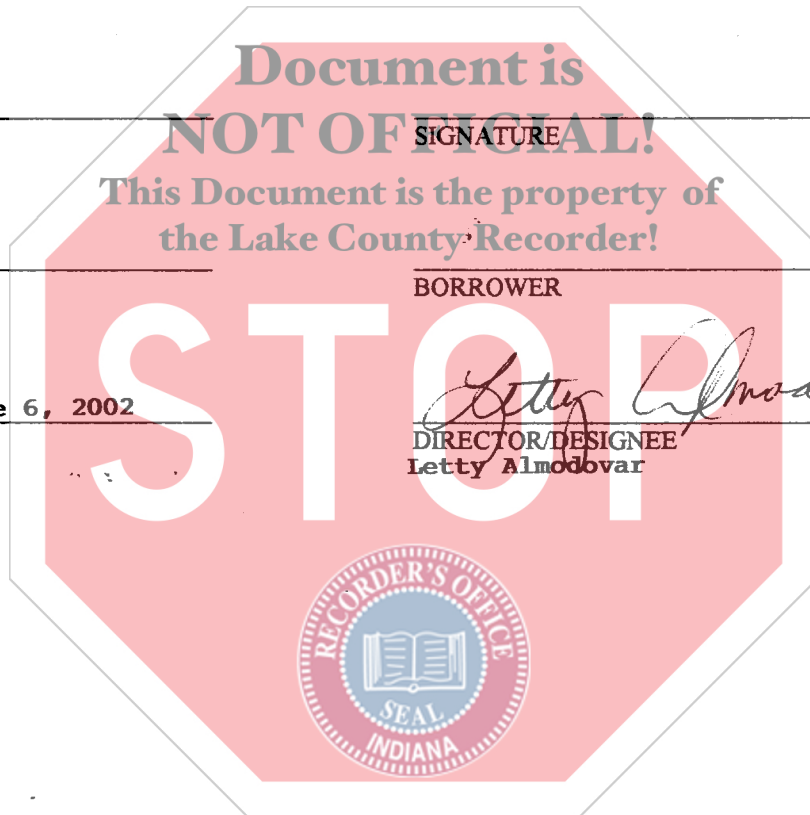 Document is
NOT OFFICIAL!
SIGNATURE
This Document is the property of
the Lake County Recorder!
BORROWER
STOP
6, 2002
Letty
DIRECTOR/DESIGNEE
Letty Almodovar
RECORDER'S OFFICE
SEAL
INDIANA